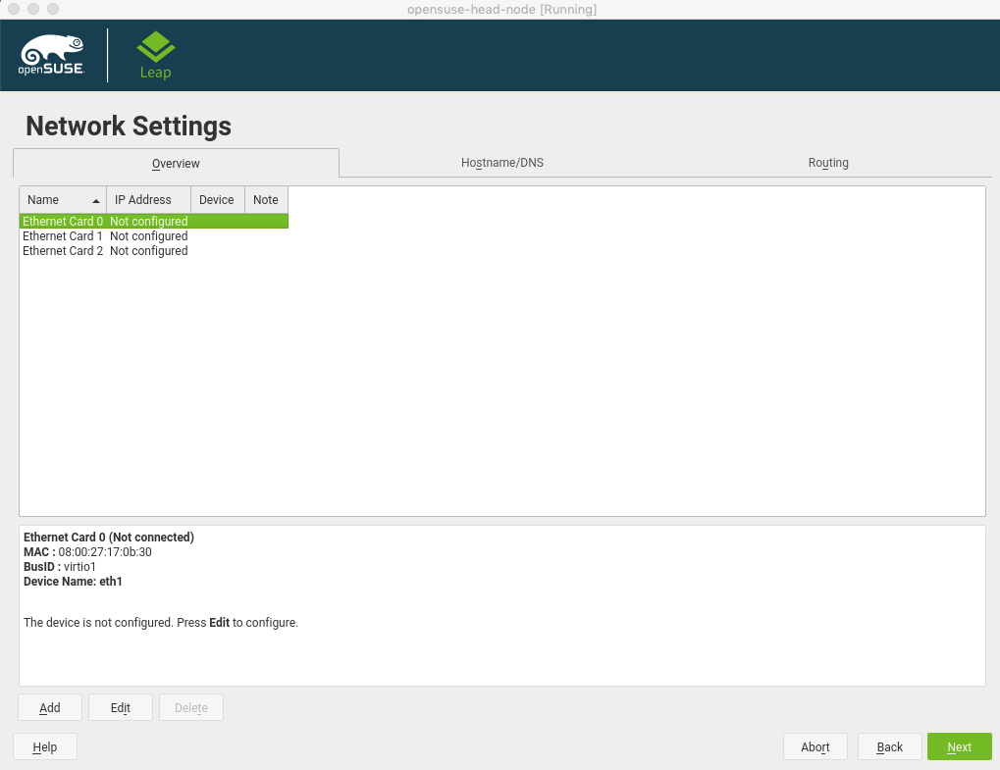 opensuse-head-node [Running]
openSUSE.
Leap
Network Settings
Overview Hostname/DNS Routing
Name IP Address Device Note
Ethernet Card 0 Not configured
Ethernet Card 1 Not configured
Ethernet Card 2 Not configured
Ethernet Card 0 (Not connected)
MAC : 08:00:27:17:0b:30
BusID : virtio1
Device Name: eth1
The device is not configured. Press Edit to configure.
Add Edit Delete
Help Abort Back Next